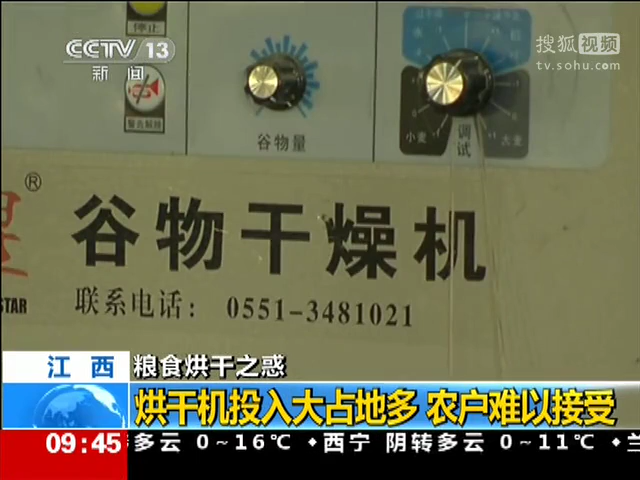 CCTV 13
新闻
搜狐视频
tv.sohu.com
停止
警告解除
谷物量
小麦
调试
大麦
®
谷物干燥机
STAR
联系电话：0551-3481021
江西
粮食烘干之惑
烘干机投入大占地多 农户难以接受
09:45
多云 0～16℃ ◆西宁 阴转多云 0～11℃ ◆兰